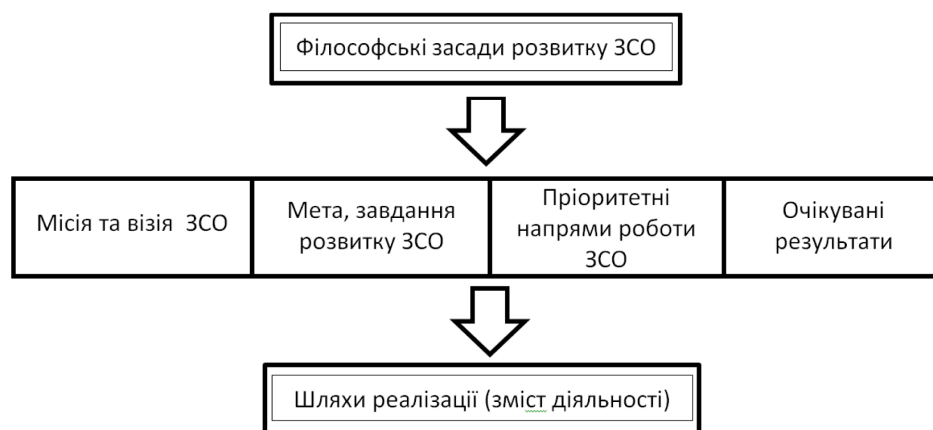 Філософські засади розвитку ЗСО
Місія та візія ЗСО
Мета, завдання
розвитку ЗСО
Пріоритетні
напрями роботи
ЗСО
Очікувані
результати
Шляхи реалізації (зміст діяльності)